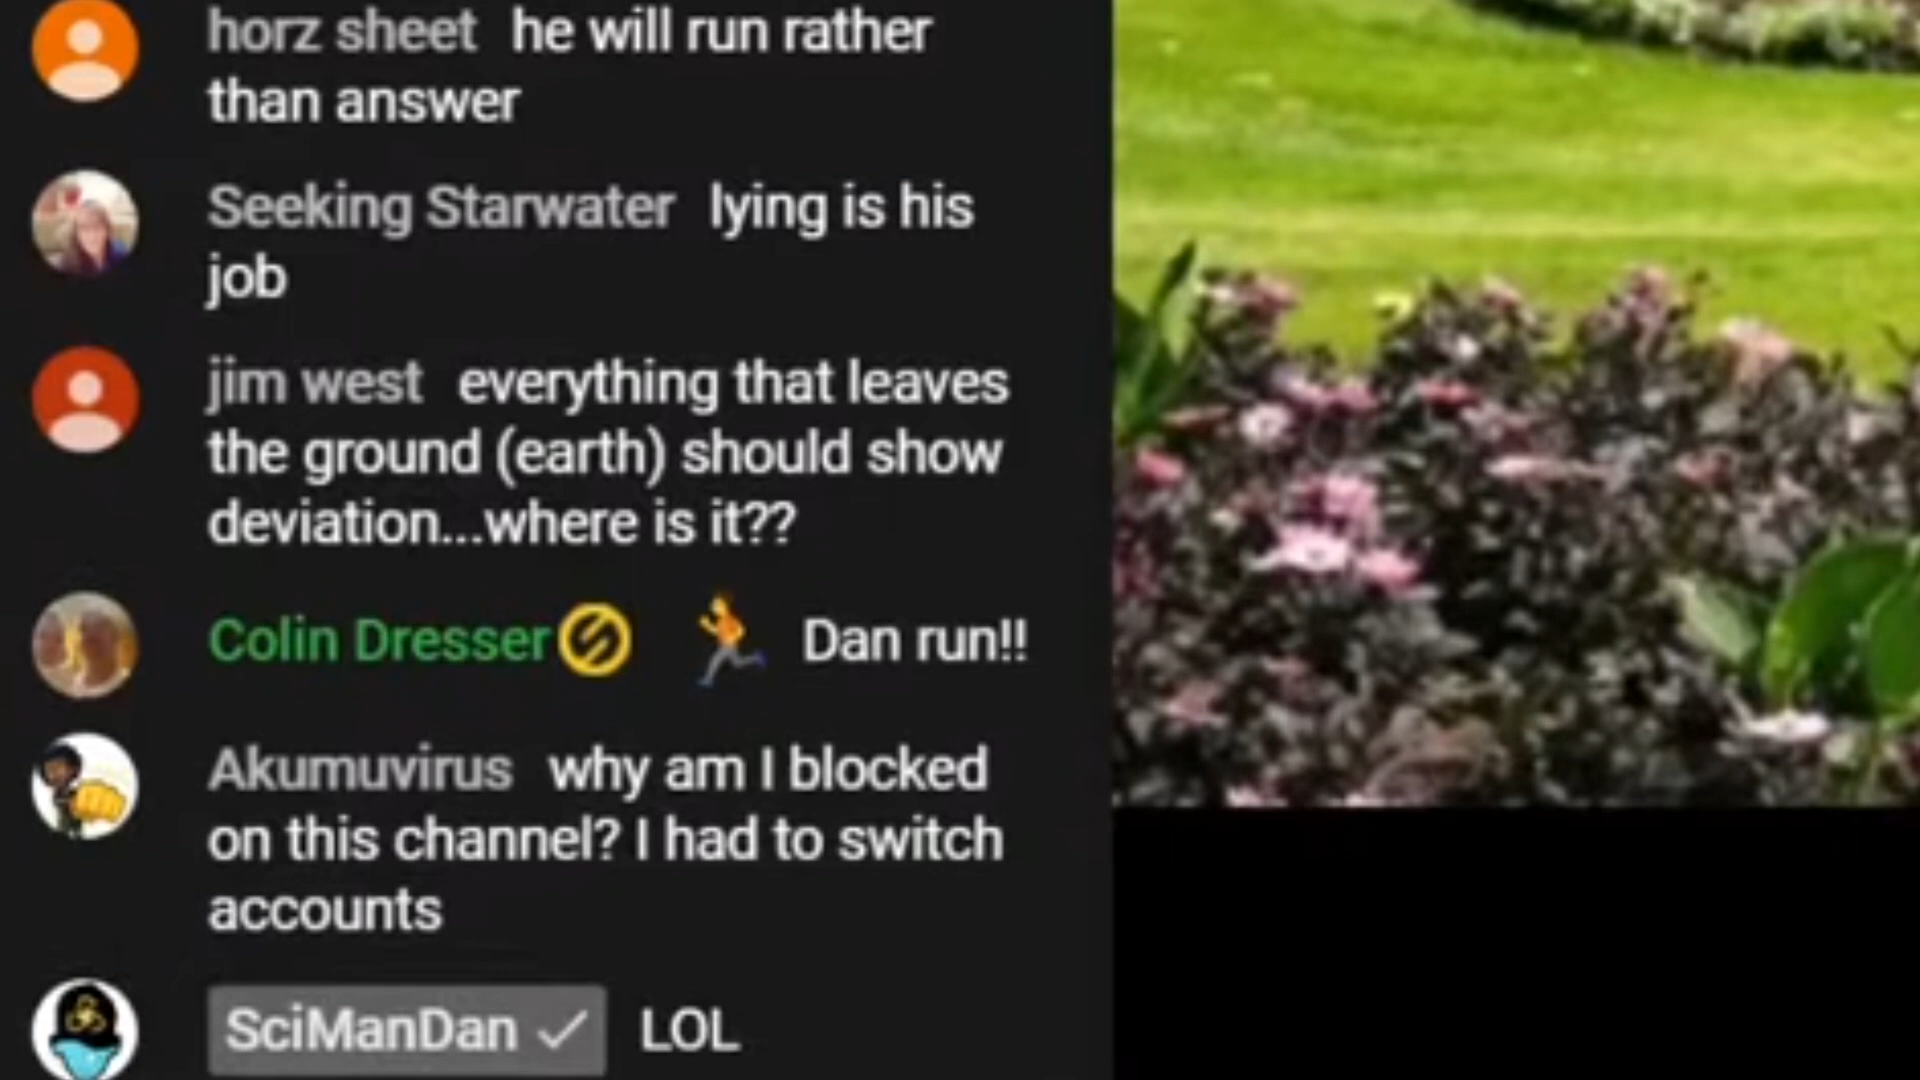 horz sheet he will run rather
than answer
Seeking Starwater lying is his
job
jim west everything that leaves
the ground (earth) should show
deviation...where is it??
Colin Dresser Dan run!!
Akumuvirus why am I blocked
on this channel? I had to switch
accounts
SciManDan LOL